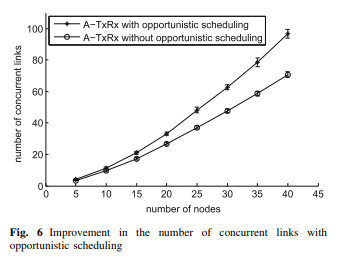 A−TxRx with opportunistic scheduling
A−TxRx without opportunistic scheduling
number of concurrent links
100
80
60
40
20
0
0 5 10 15 20 25 30 35 40 45
number of nodes
Fig. 6 Improvement in the number of concurrent links with
opportunistic scheduling